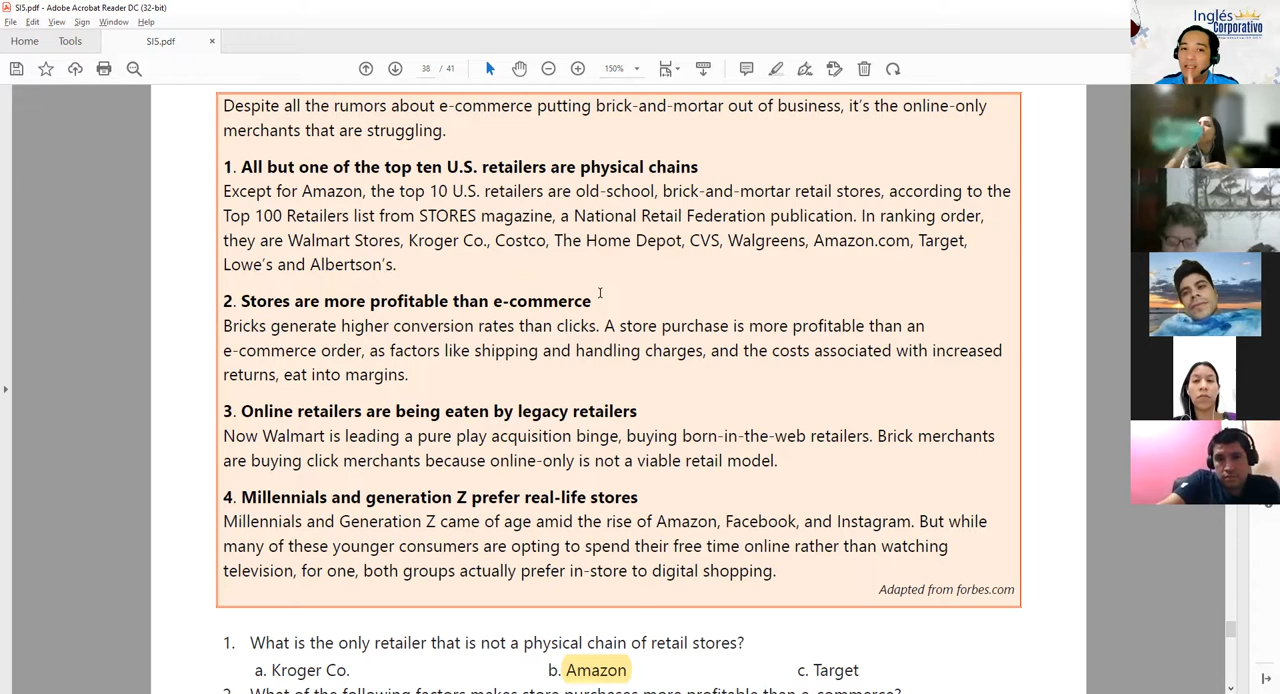 SI5.pdf - Adobe Acrobat Reader DC (32-bit)
File Edit View Sign Window Help
Home Tools SI5.pdf ×
38 / 41 150%
Inglés
Corporativo
Despite all the rumors about e-commerce putting brick-and-mortar out of business, it's the online-only
merchants that are struggling.
1. All but one of the top ten U.S. retailers are physical chains
Except for Amazon, the top 10 U.S. retailers are old-school, brick-and-mortar retail stores, according to the
Top 100 Retailers list from STORES magazine, a National Retail Federation publication. In ranking order,
they are Walmart Stores, Kroger Co., Costco, The Home Depot, CVS, Walgreens, Amazon.com, Target,
Lowe's and Albertson's.
2. Stores are more profitable than e-commerce
Bricks generate higher conversion rates than clicks. A store purchase is more profitable than an
e-commerce order, as factors like shipping and handling charges, and the costs associated with increased
returns, eat into margins.
3. Online retailers are being eaten by legacy retailers
Now Walmart is leading a pure play acquisition binge, buying born-in-the-web retailers. Brick merchants
are buying click merchants because online-only is not a viable retail model.
4. Millennials and generation Z prefer real-life stores
Millennials and Generation Z came of age amid the rise of Amazon, Facebook, and Instagram. But while
many of these younger consumers are opting to spend their free time online rather than watching
television, for one, both groups actually prefer in-store to digital shopping.
Adapted from forbes.com
1. What is the only retailer that is not a physical chain of retail stores?
a. Kroger Co. b. Amazon c. Target
2. What of the following factors makes store purchases more profitable than e-commerce?